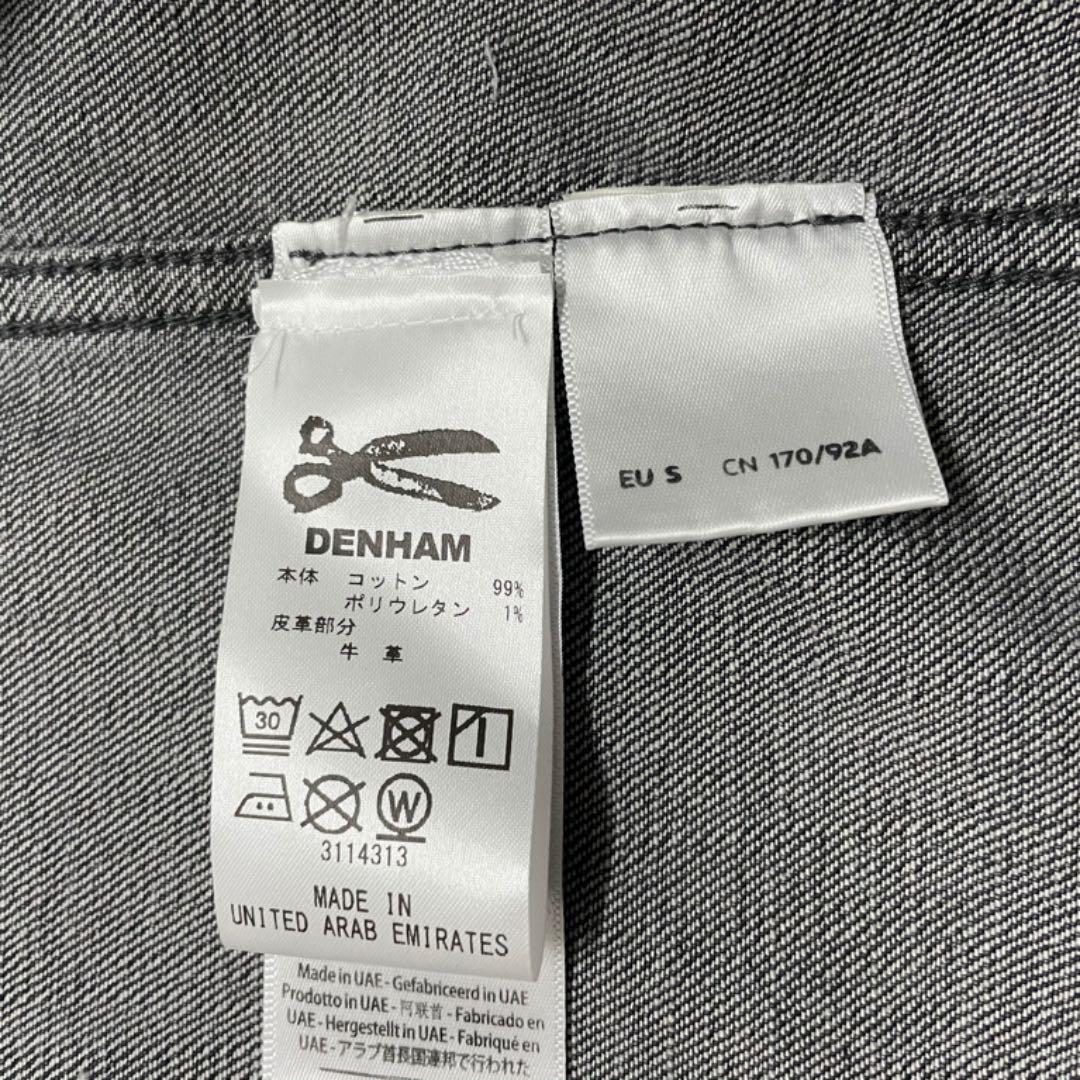 DENHAM
本体 コットン 99%
ポリウレタン 1%
皮革部分
牛 革
30
W
3114313
MADE IN
UNITED ARAB EMIRATES
Made in UAE - Gefabriceerd in UAE
Prodotto in UAE - 阿联酋 - Fabricado en
UAE - Hergestellt in UAE - Fabriqué en
UAE - アラブ首長国連邦で行われた
EU S CN 170/92A